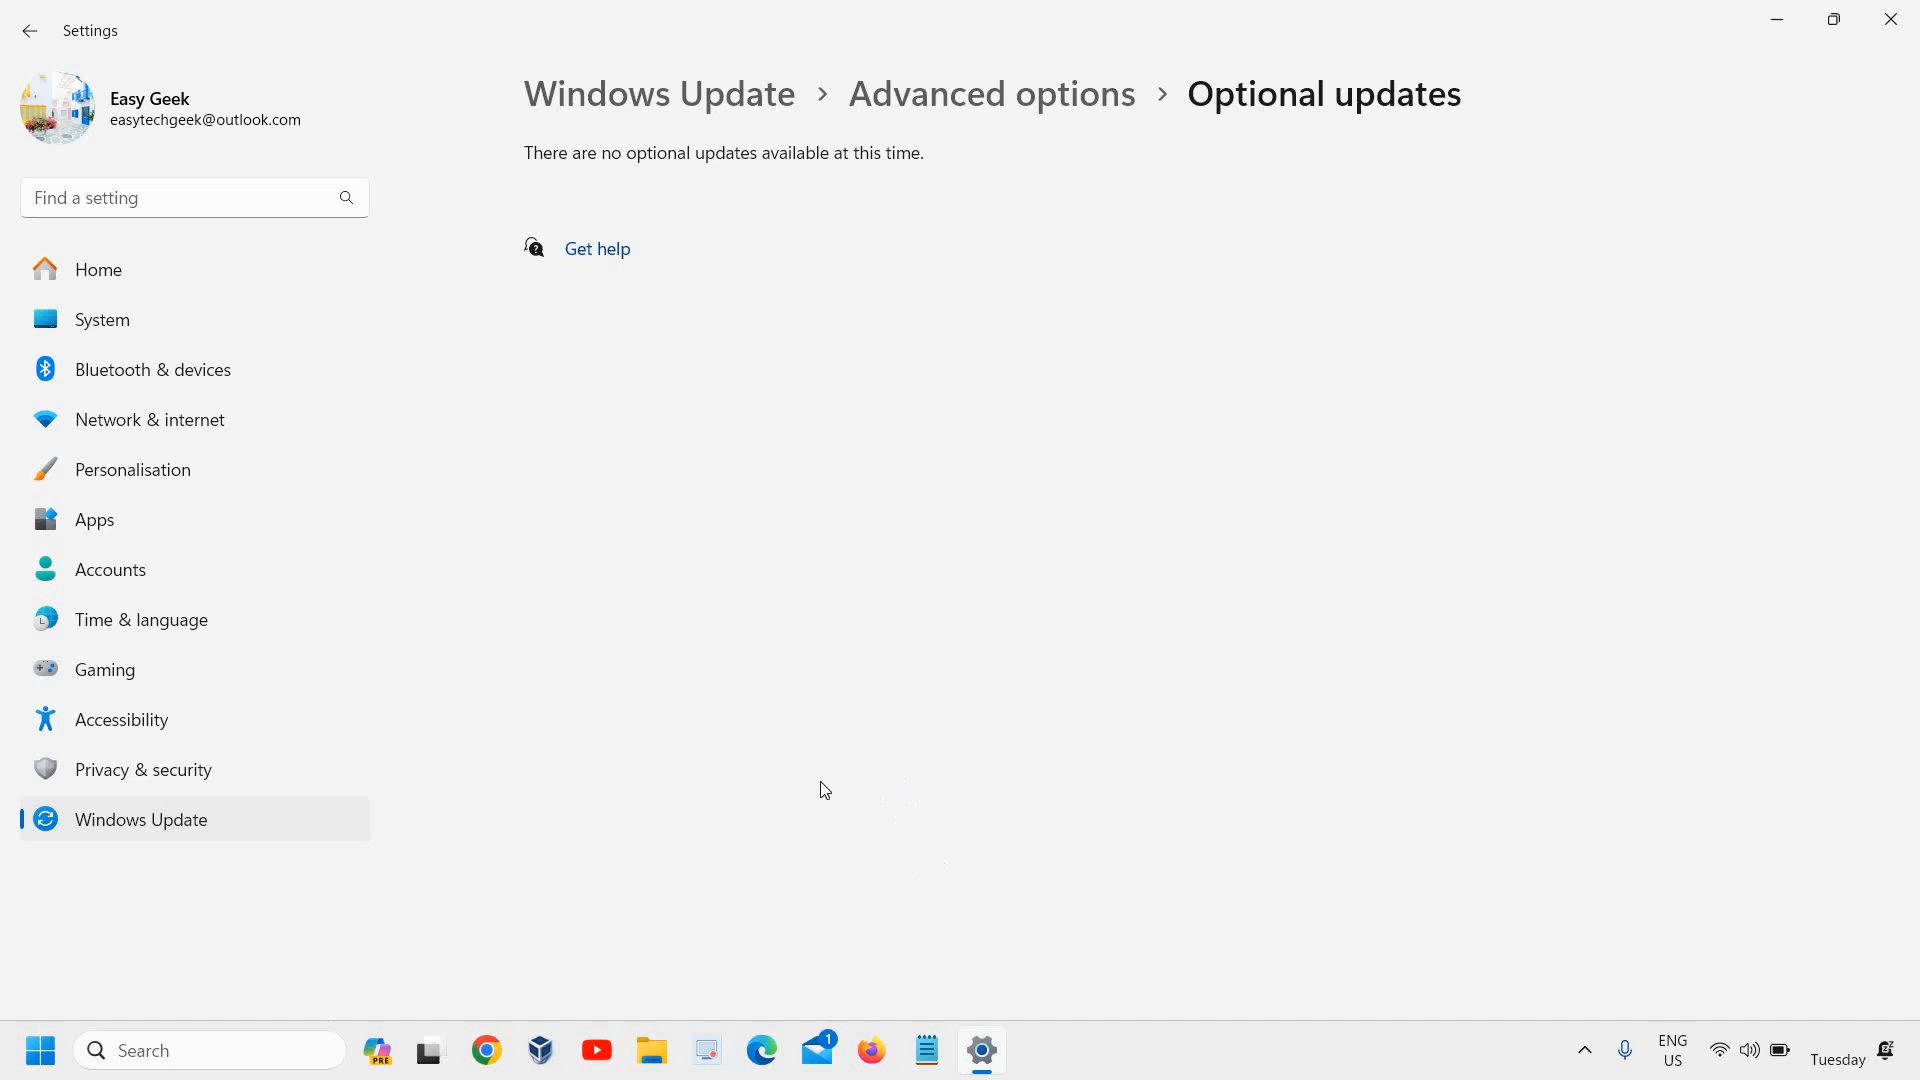 Settings
Easy Geek
easytechgeek@outlook.com
Find a setting
Home
System
Bluetooth & devices
Network & internet
Personalisation
Apps
Accounts
Time & language
Gaming
Accessibility
Privacy & security
Windows Update
Windows Update > Advanced options > Optional updates
There are no optional updates available at this time.
Get help
Search
PRE
1
ENG
US
Tuesday